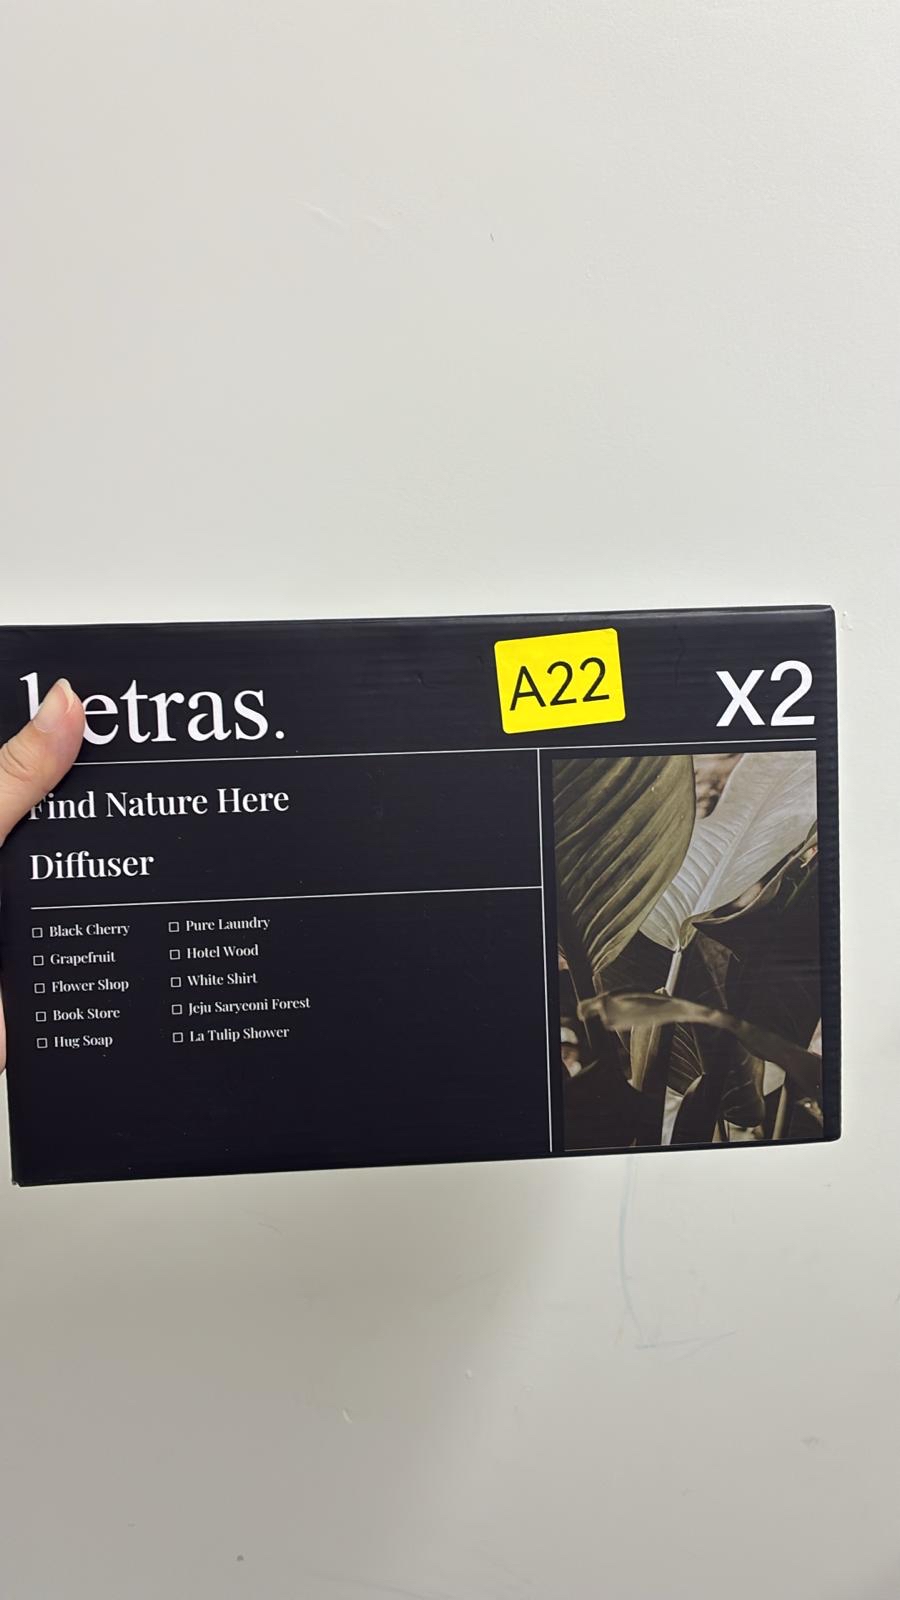 etras.
A22
X2
Find Nature Here
Diffuser
Black Cherry
Grapefruit
Flower Shop
Book Store
Hug Soap
Pure Laundry
Hotel Wood
White Shirt
Jeju Saryeoni Forest
La Tulip Shower